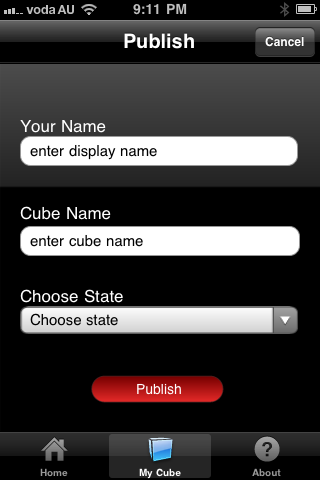 voda AU 9:11 PM
Publish Cancel
Your Name
enter display name
Cube Name
enter cube name
Choose State
Choose state
Publish
Home My Cube About